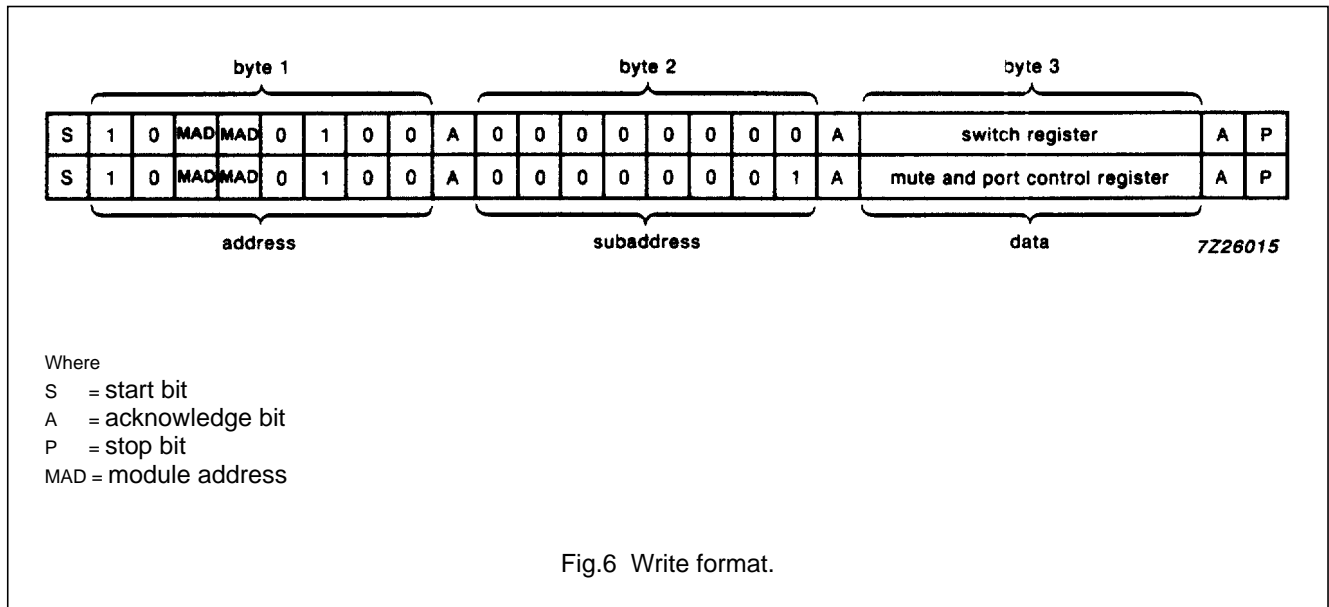 byte 1 byte 2 byte 3
S 1 0 MAD MAD 0 1 0 0 A 0 0 0 0 0 0 0 0 A switch register A P
S 1 0 MAD MAD 0 1 0 0 A 0 0 0 0 0 0 0 1 A mute and port control register A P
address subaddress data 7Z26015
Where
S = start bit
A = acknowledge bit
P = stop bit
MAD = module address
Fig.6 Write format.